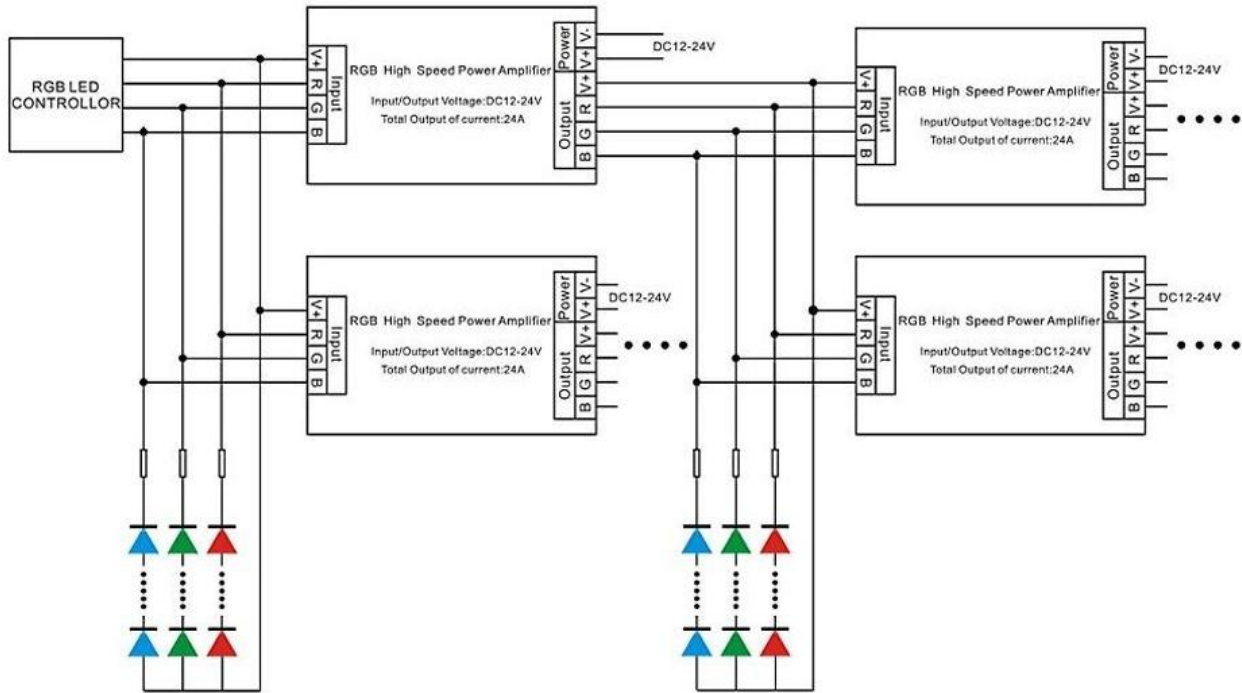 RGB LED
CONTROLLOR
V+
R
G
B
Input
RGB High Speed Power Amplifier
Input/Output Voltage:DC12-24V
Total Output of current:24A
Power
Output
V-
V+
V+
R
G
B
DC12-24V
V+
R
G
B
Input
RGB High Speed Power Amplifier
Input/Output Voltage:DC12-24V
Total Output of current:24A
Power
Output
V-
V+
V+
R
G
B
DC12-24V
V+
R
G
B
Input
RGB High Speed Power Amplifier
Input/Output Voltage:DC12-24V
Total Output of current:24A
Power
Output
V-
V+
V+
R
G
B
DC12-24V
V+
R
G
B
Input
RGB High Speed Power Amplifier
Input/Output Voltage:DC12-24V
Total Output of current:24A
Power
Output
V-
V+
V+
R
G
B
DC12-24V